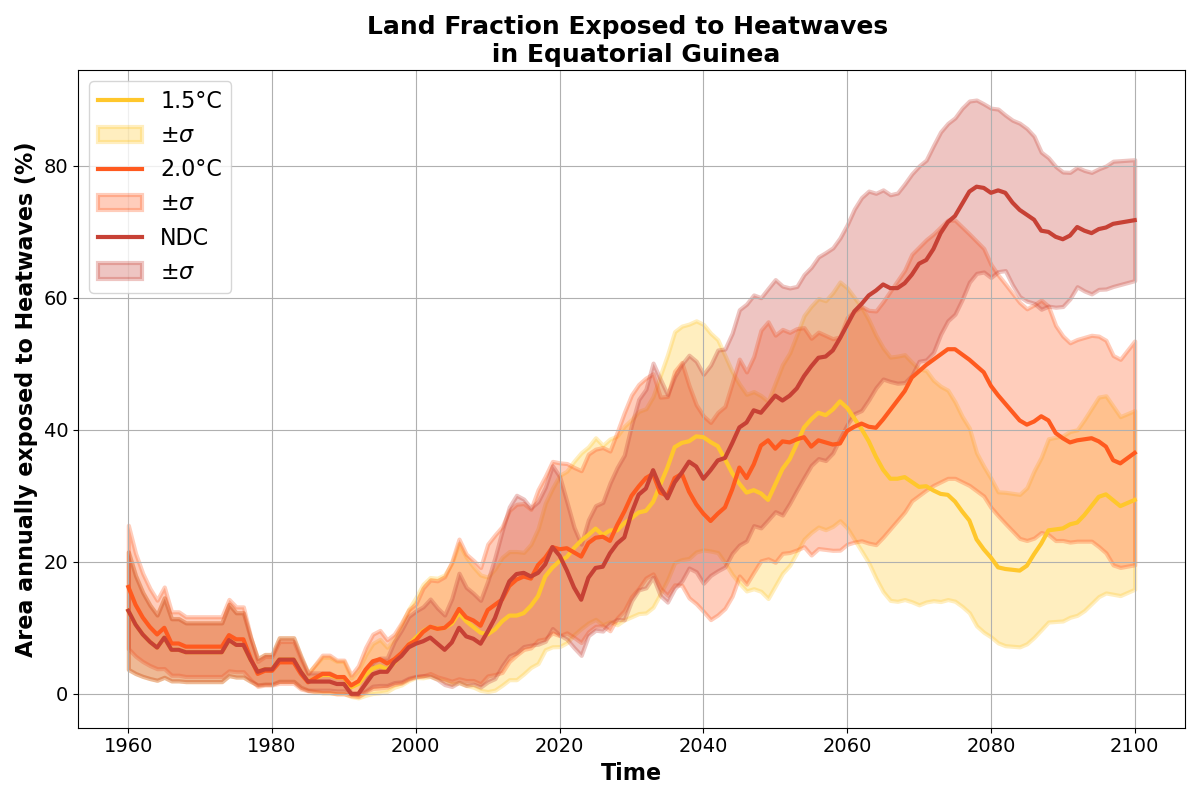 Land Fraction Exposed to Heatwaves
in Equatorial Guinea
Area annually exposed to Heatwaves (%)
1.5°C
±σ
2.0°C
±σ
NDC
±σ
80
60
40
20
0
1960 1980 2000 2020 2040 2060 2080 2100
Time